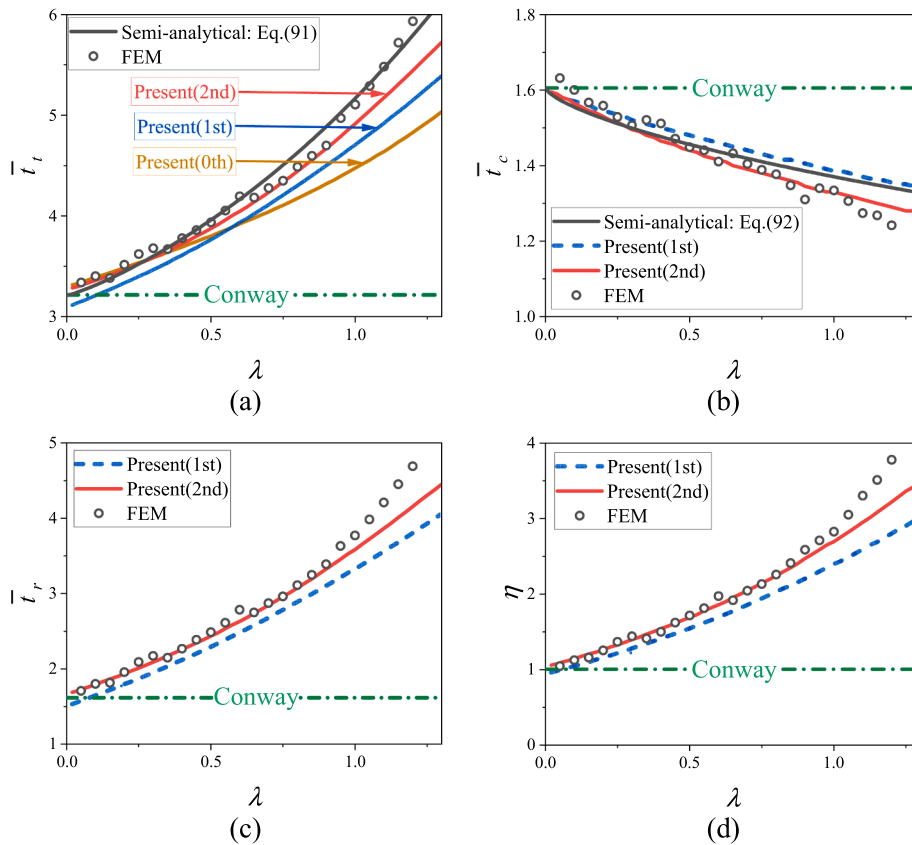 6
5
4
3
0.0
0.5
1.0
t̅t
λ
Semi-analytical: Eq.(91)
FEM
Present(2nd)
Present(1st)
Present(0th)
Conway
(a)
1.8
1.6
1.4
1.2
1.0
0.0
0.5
1.0
t̅c
λ
Conway
Semi-analytical: Eq.(92)
Present(1st)
Present(2nd)
FEM
(b)
5
4
3
2
1
0.0
0.5
1.0
t̅r
λ
Present(1st)
Present(2nd)
FEM
Conway
(c)
4
3
2
1
0
0.0
0.5
1.0
η
λ
Present(1st)
Present(2nd)
FEM
Conway
(d)